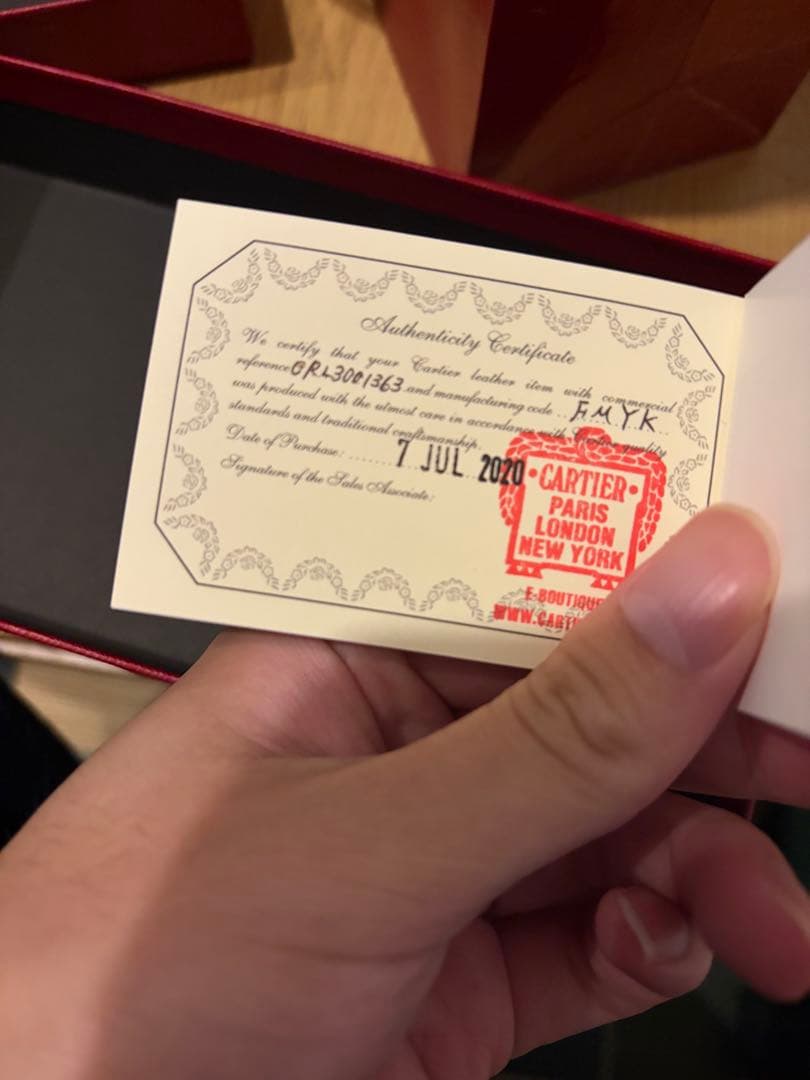 Authenticity Certificate
We certify that your Cartier leather item with commercial
reference CRL3001363 and manufacturing code .. FMYK
was produced with the utmost care in accordance with Cartier quality
standards and traditional craftsmanship.
Date of Purchase: ........ 7 JUL 2020
Signature of the Sales Associate:
·CARTIER·
PARIS
LONDON
NEW YORK
E-BOUTIQUE